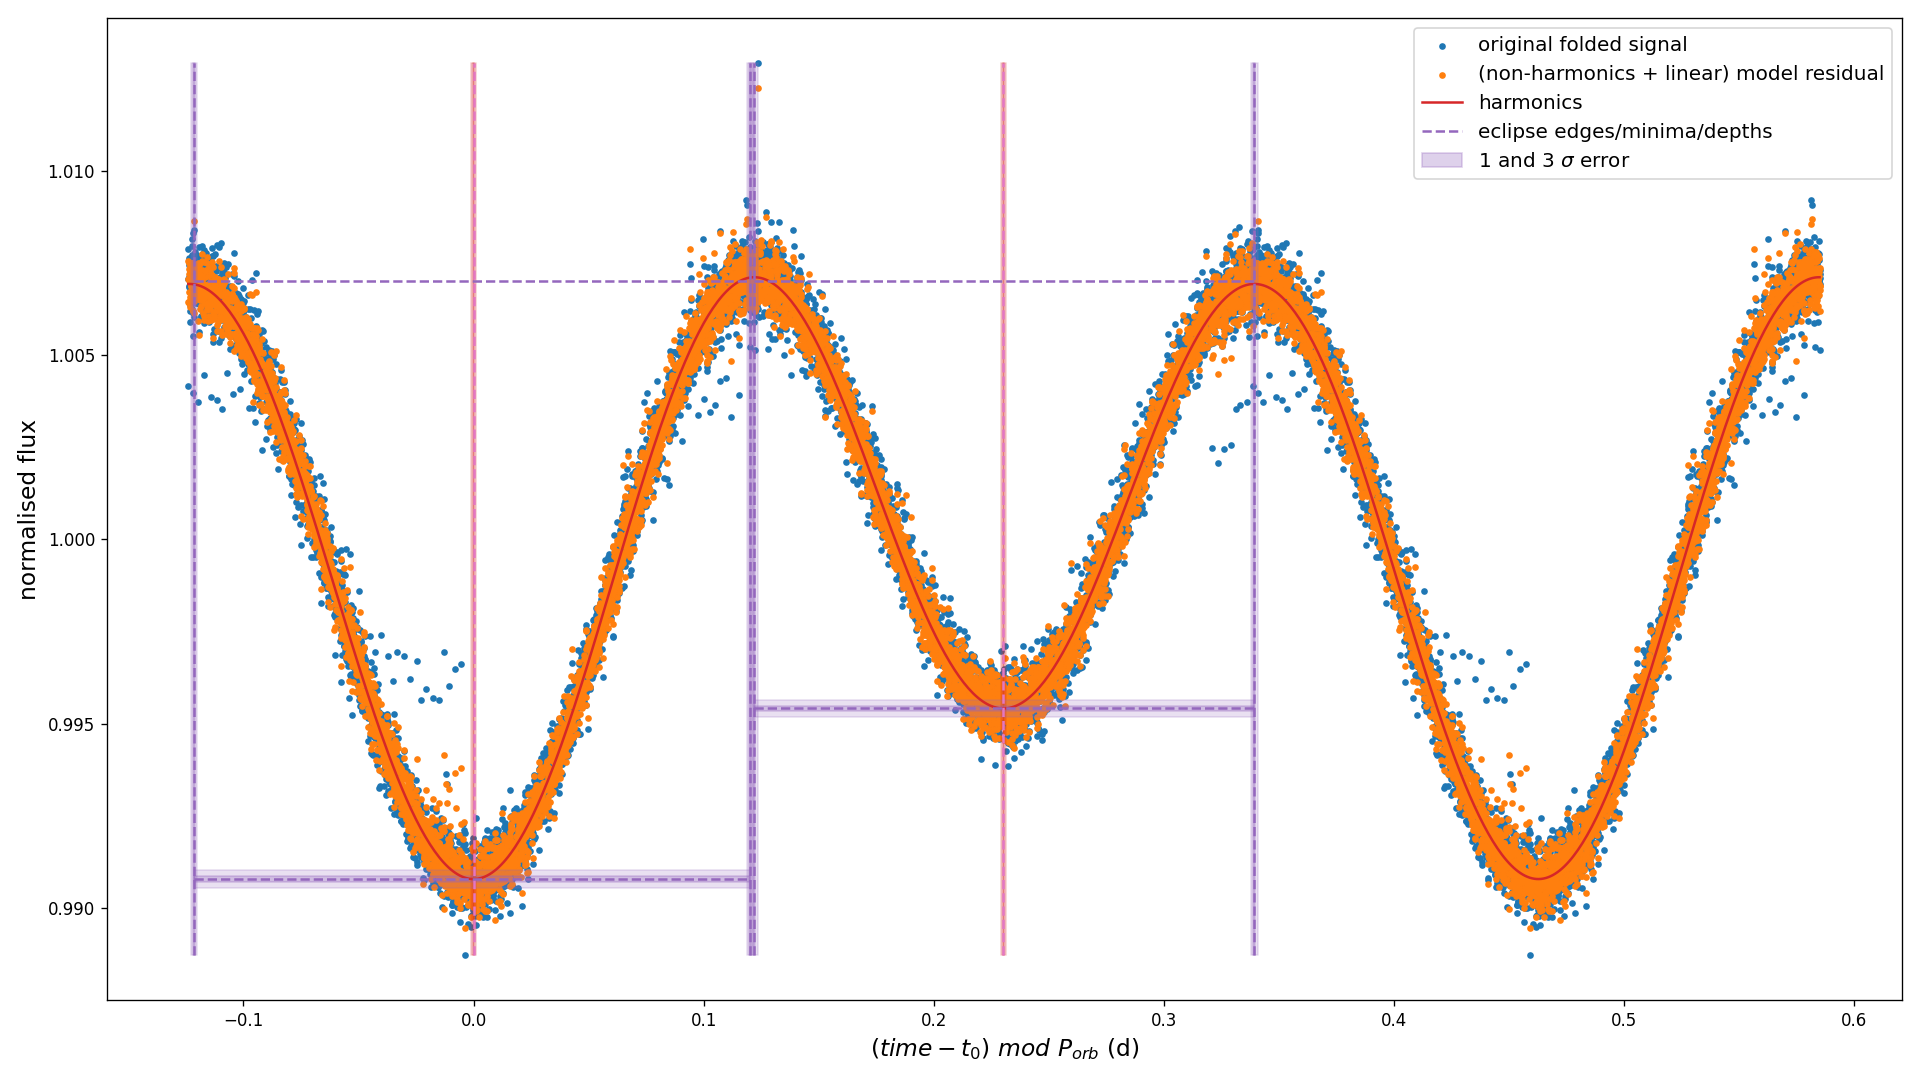 original folded signal
(non-harmonics + linear) model residual
harmonics
eclipse edges/minima/depths
1 and 3 σ error
1.010
1.005
1.000
0.995
0.990
normalised flux
−0.1 0.0 0.1 0.2 0.3 0.4 0.5 0.6
(time − t₀) mod Pₒᵣb (d)